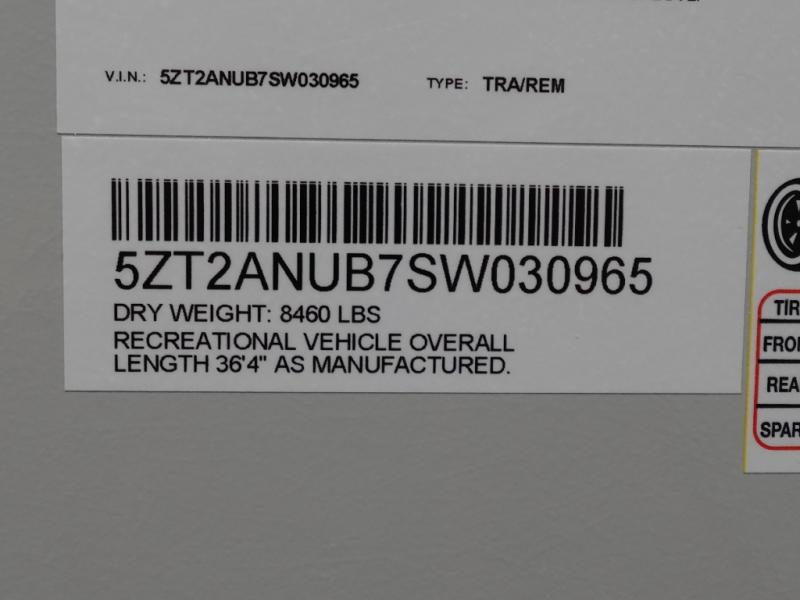 V.I.N.: 5ZT2ANUB7SW030965 TYPE: TRA/REM
5ZT2ANUB7SW030965
DRY WEIGHT: 8460 LBS
RECREATIONAL VEHICLE OVERALL
LENGTH 36'4" AS MANUFACTURED.
TIR
FRO
REA
SPAR